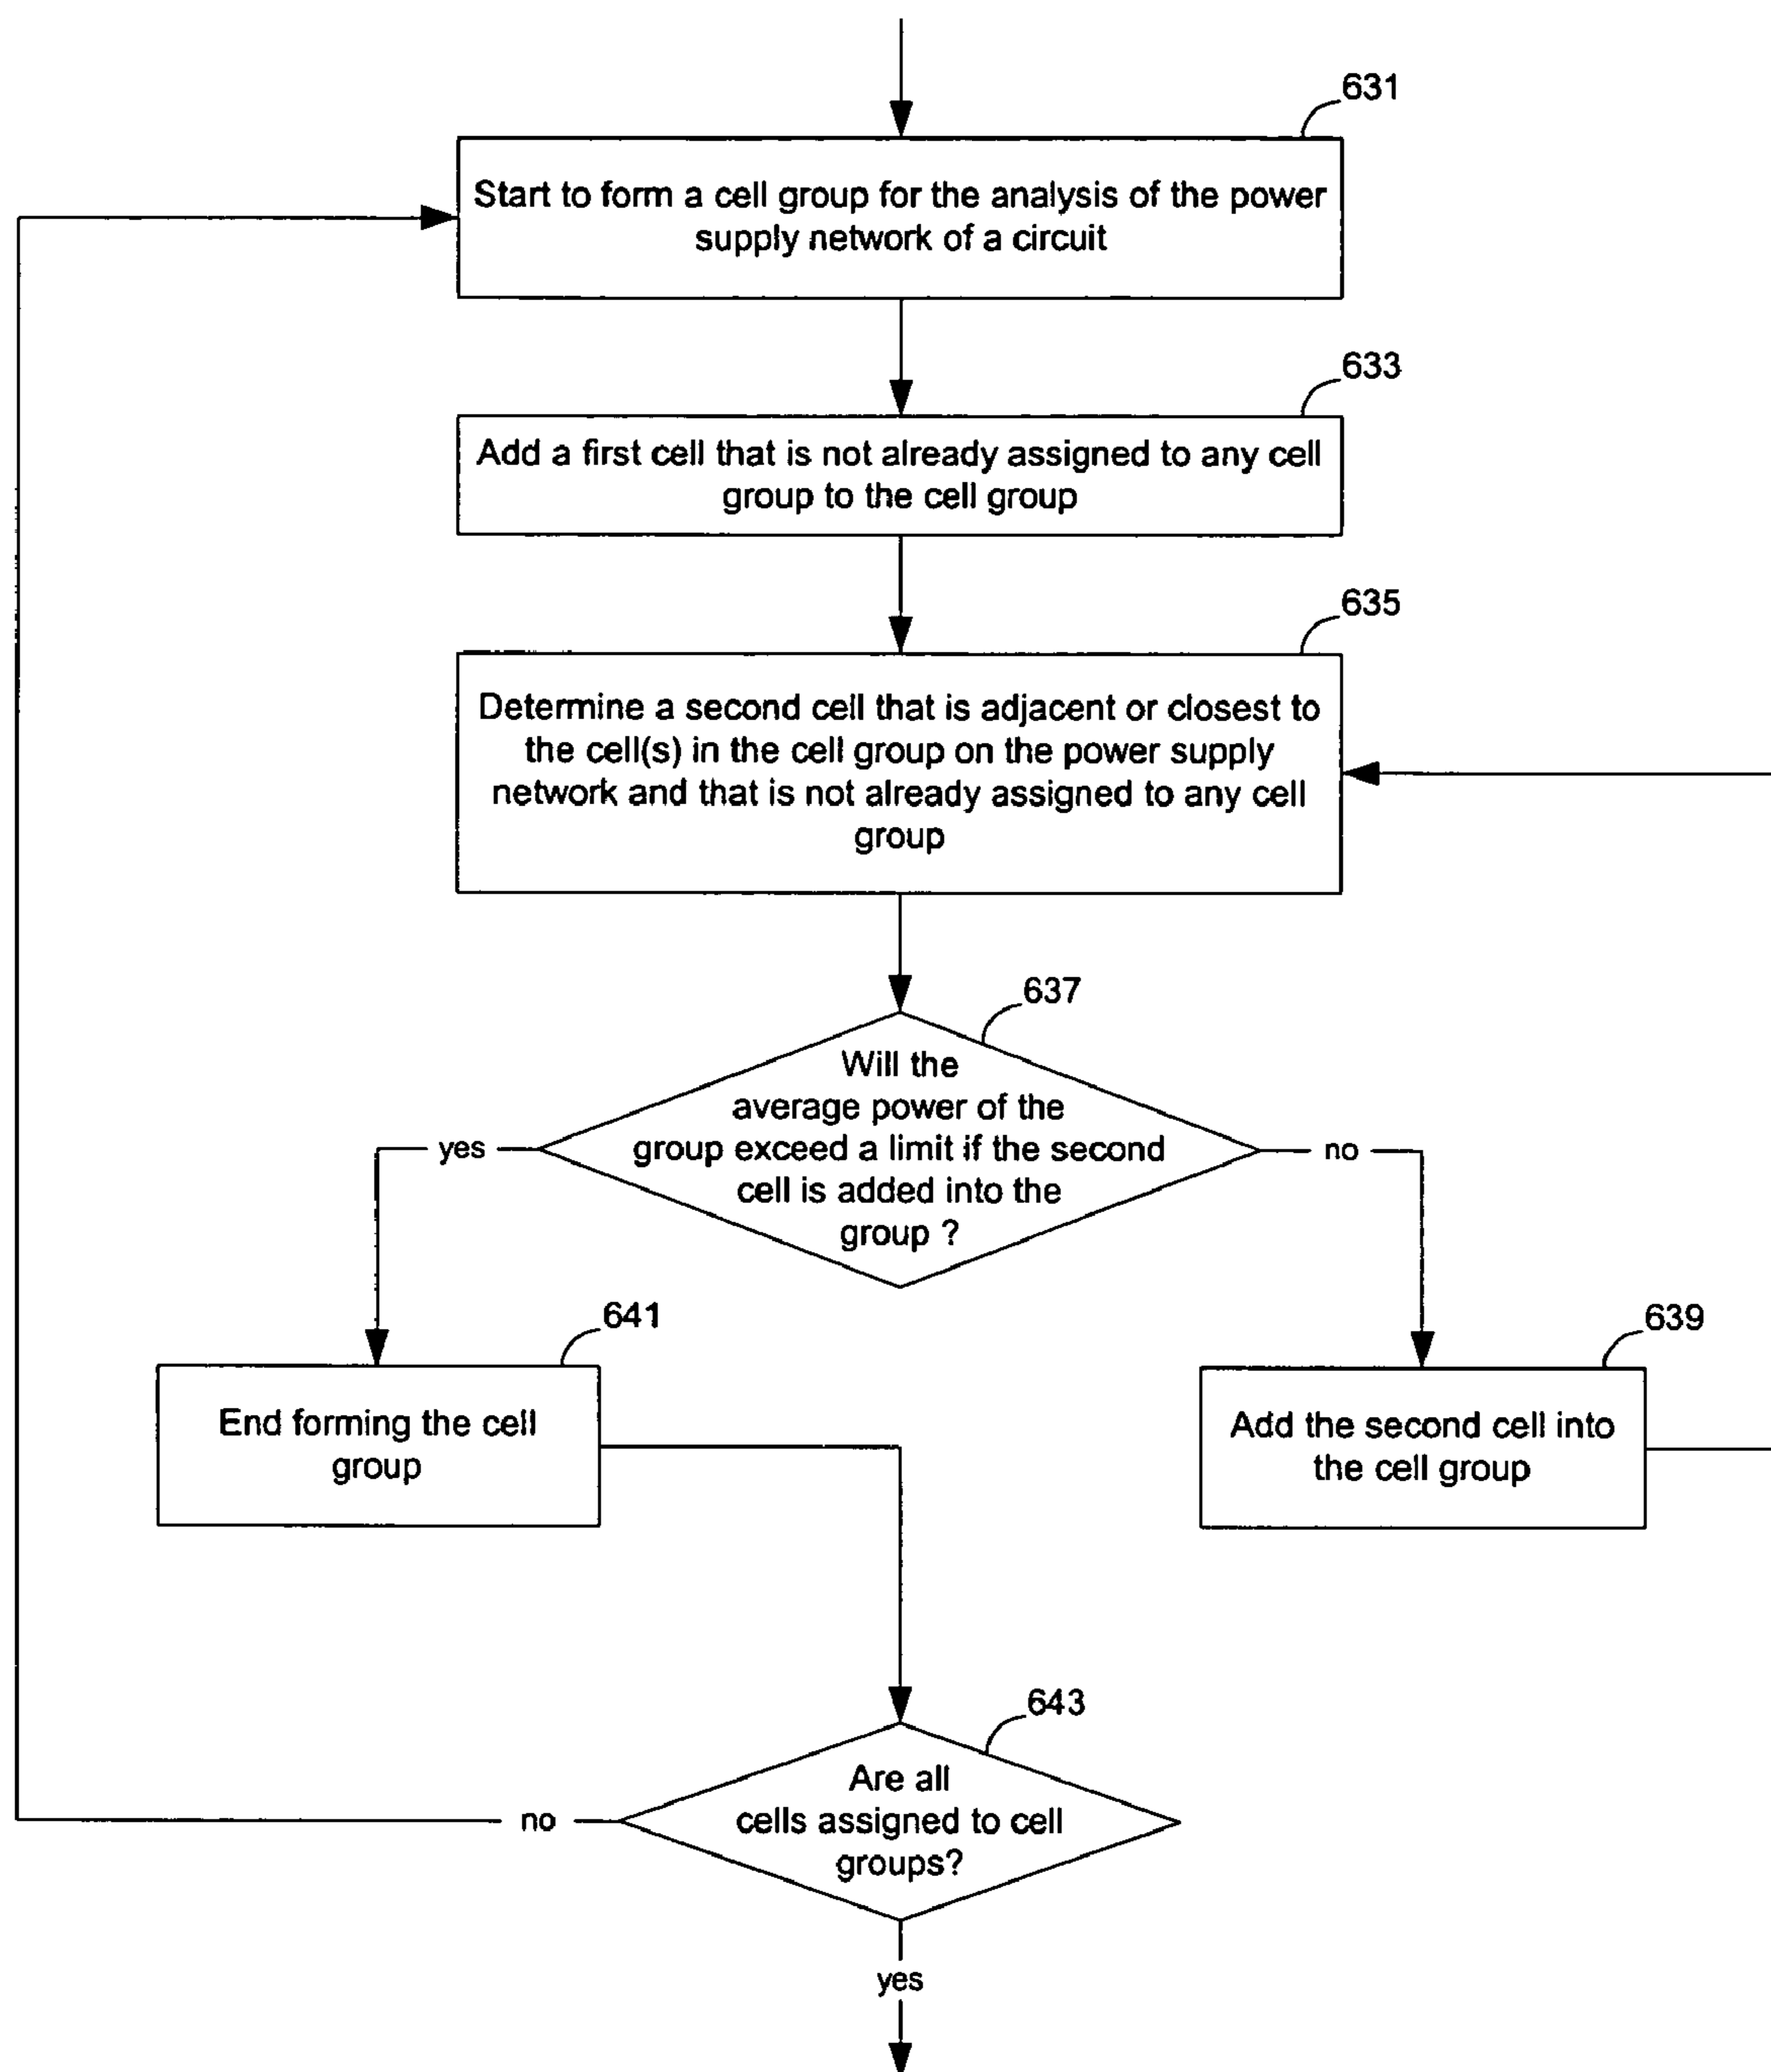 631
Start to form a cell group for the analysis of the power
supply network of a circuit
633
Add a first cell that is not already assigned to any cell
group to the cell group
635
Determine a second cell that is adjacent or closest to
the cell(s) in the cell group on the power supply
network and that is not already assigned to any cell
group
637
Will the
average power of the
group exceed a limit if the second
cell is added into the
group ?
yes
no
641
End forming the cell
group
639
Add the second cell into
the cell group
643
Are all
cells assigned to cell
groups?
no
yes